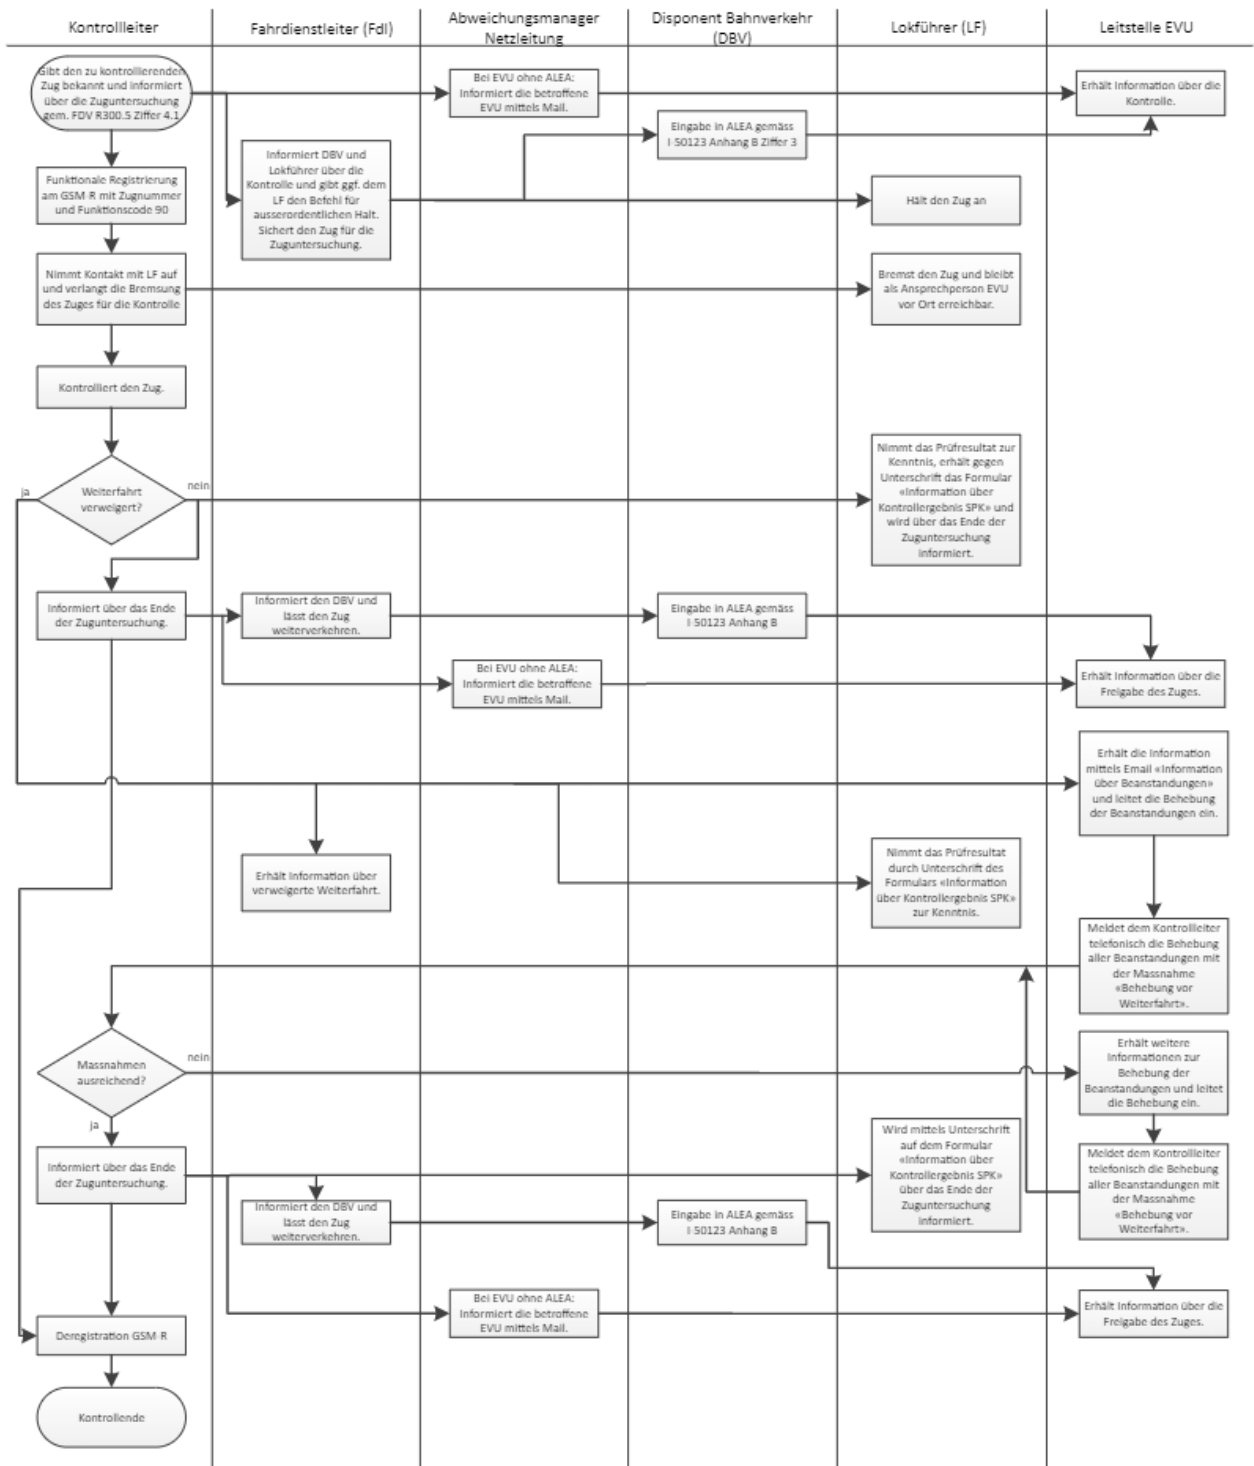 Kontrollleiter
Fahrdienstleiter (Fdl)
Abweichungsmanager
Netzleitung
Disponent Bahnverkehr
(DBV)
Lokführer (LF)
Leitstelle EVU
Gibt den zu kontrollierenden
Zug bekannt und informiert
über die Zuguntersuchung
gem. FDV R300.5 Ziffer 4.1
Bei EVU ohne ALEA:
Informiert die betroffene
EVU mittels Mail.
Erhält Information über die
Kontrolle.
Eingabe in ALEA gemäss
I-50123 Anhang B Ziffer 3
Informiert DBV und
Lokführer über die
Kontrolle und gibt ggf. dem
LF den Befehl für
ausserordentlichen Halt.
Sichert den Zug für die
Zuguntersuchung.
Funktionale Registrierung
am GSM-R mit Zugnummer
und Funktionscode 90
Hält den Zug an
Nimmt Kontakt mit LF auf
und verlangt die Bremsung
des Zuges für die Kontrolle
Bremst den Zug und bleibt
als Ansprechperson EVU
vor Ort erreichbar.
Kontrolliert den Zug.
Weiterfahrt
verweigert?
ja
nein
Nimmt das Prüfresultat zur
Kenntnis, erhält gegen
Unterschrift das Formular
«Information über
Kontrollergebnis SPK» und
wird über das Ende der
Zuguntersuchung
informiert.
Informiert über das Ende
der Zuguntersuchung.
Informiert den DBV und
lässt den Zug
weiterverkehren.
Eingabe in ALEA gemäss
I-50123 Anhang B
Bei EVU ohne ALEA:
Informiert die betroffene
EVU mittels Mail.
Erhält Information über die
Freigabe des Zuges.
Erhält die Information
mittels Email «Information
über Beanstandungen»
und leitet die Behebung
der Beanstandungen ein.
Erhält Information über
verweigerte Weiterfahrt.
Nimmt das Prüfresultat
durch Unterschrift des
Formulars «Information
über Kontrollergebnis SPK»
zur Kenntnis.
Meldet dem Kontrollleiter
telefonisch die Behebung
aller Beanstandungen mit
der Massnahme
«Behebung vor
Weiterfahrt».
Massnahmen
ausreichend?
nein
ja
Erhält weitere
Informationen zur
Behebung der
Beanstandungen und leitet
die Behebung ein.
Informiert über das Ende
der Zuguntersuchung.
Wird mittels Unterschrift
auf dem Formular
«Information über
Kontrollergebnis SPK»
über das Ende der
Zuguntersuchung
informiert.
Meldet dem Kontrollleiter
telefonisch die Behebung
aller Beanstandungen mit
der Massnahme
«Behebung vor
Weiterfahrt».
Informiert den DBV und
lässt den Zug
weiterverkehren.
Eingabe in ALEA gemäss
I-50123 Anhang B
Bei EVU ohne ALEA:
Informiert die betroffene
EVU mittels Mail.
Erhält Information über die
Freigabe des Zuges.
Deregistration GSM-R
Kontrollende